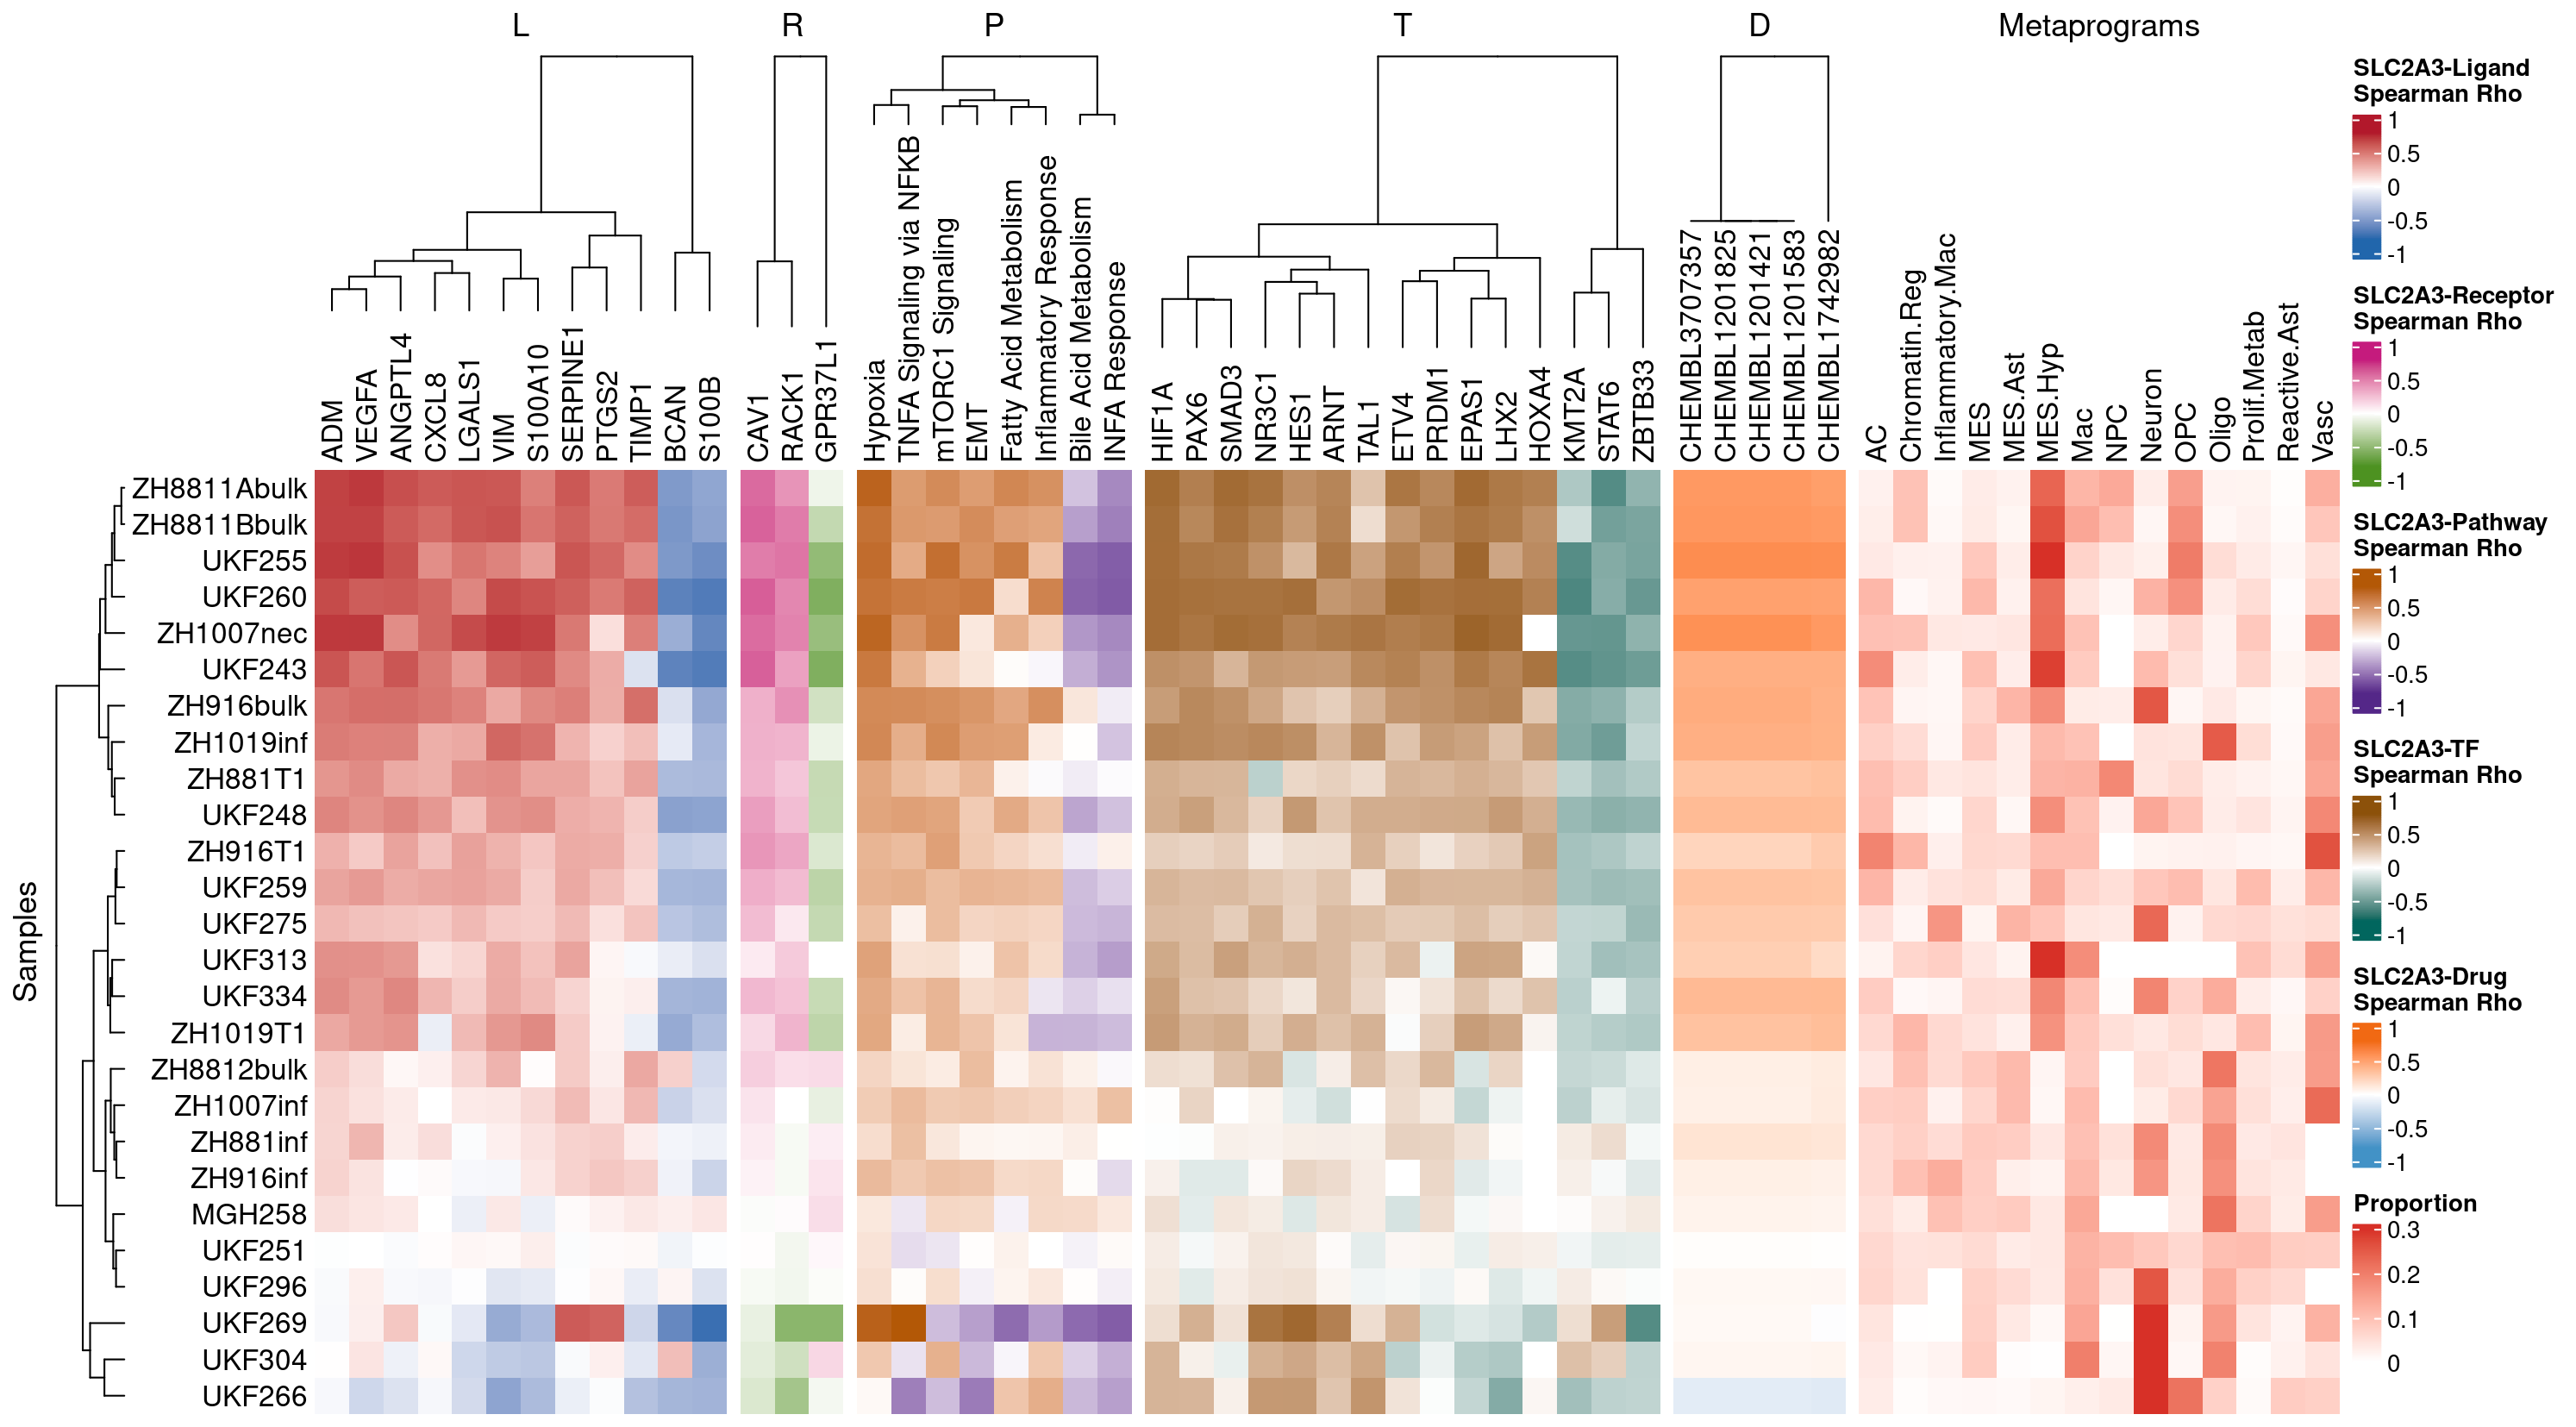 L
R
P
T
D
Metaprograms
ADM
VEGFA
ANGPTL4
CXCL8
LGALS1
VIM
S100A10
SERPINE1
PTGS2
TIMP1
BCAN
S100B
CAV1
RACK1
GPR37L1
Hypoxia
TNFA Signaling via NFKB
mTORC1 Signaling
EMT
Fatty Acid Metabolism
Inflammatory Response
Bile Acid Metabolism
INFA Response
HIF1A
PAX6
SMAD3
NR3C1
HES1
ARNT
TAL1
ETV4
PRDM1
EPAS1
LHX2
HOXA4
KMT2A
STAT6
ZBTB33
CHEMBL3707357
CHEMBL1201825
CHEMBL1201421
CHEMBL1201583
CHEMBL1742982
AC
Chromatin.Reg
Inflammatory.Mac
MES
MES.Ast
MES.Hyp
Mac
NPC
Neuron
OPC
Oligo
Prolif.Metab
Reactive.Ast
Vasc
Samples
ZH8811Abulk
ZH8811Bbulk
UKF255
UKF260
ZH1007nec
UKF243
ZH916bulk
ZH1019inf
ZH881T1
UKF248
ZH916T1
UKF259
UKF275
UKF313
UKF334
ZH1019T1
ZH8812bulk
ZH1007inf
ZH881inf
ZH916inf
MGH258
UKF251
UKF296
UKF269
UKF304
UKF266
SLC2A3-Ligand
Spearman Rho
1
0.5
0
-0.5
-1
SLC2A3-Receptor
Spearman Rho
1
0.5
0
-0.5
-1
SLC2A3-Pathway
Spearman Rho
1
0.5
0
-0.5
-1
SLC2A3-TF
Spearman Rho
1
0.5
0
-0.5
-1
SLC2A3-Drug
Spearman Rho
1
0.5
0
-0.5
-1
Proportion
0.3
0.2
0.1
0